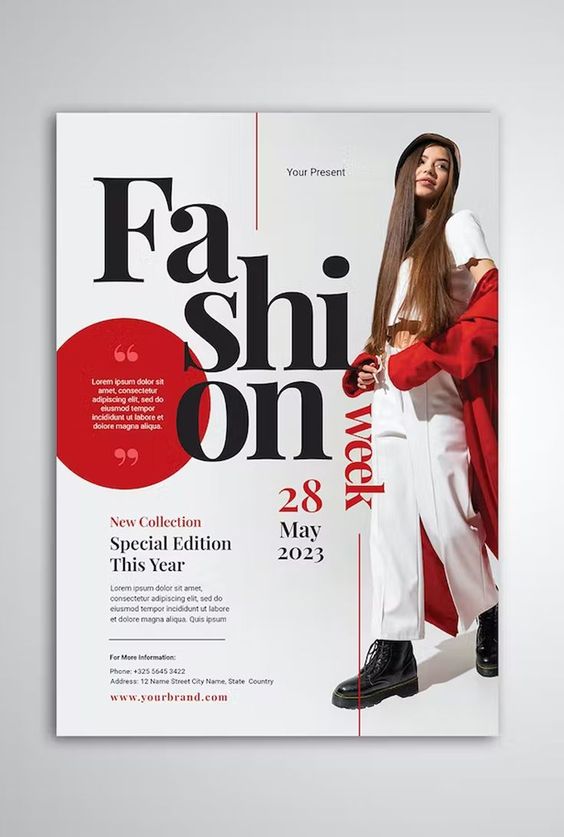 Your Present
Fa
shi
on
Week
“
Lorem ipsum dolor sit
amet, consectetur
adipiscing elit, sed do
eiusmod tempor
incididunt ut labore et
dolore magna aliqua.
”
28
May
2023
New Collection
Special Edition
This Year
Lorem ipsum dolor sit amet,
consectetur adipiscing elit, sed do
eiusmod tempor incididunt ut labore
et dolore magna aliqua. Quis ipsum
For More Information:
Phone: +325 5645 3422
Address: 12 Name Street City Name, State Country
www.yourbrand.com